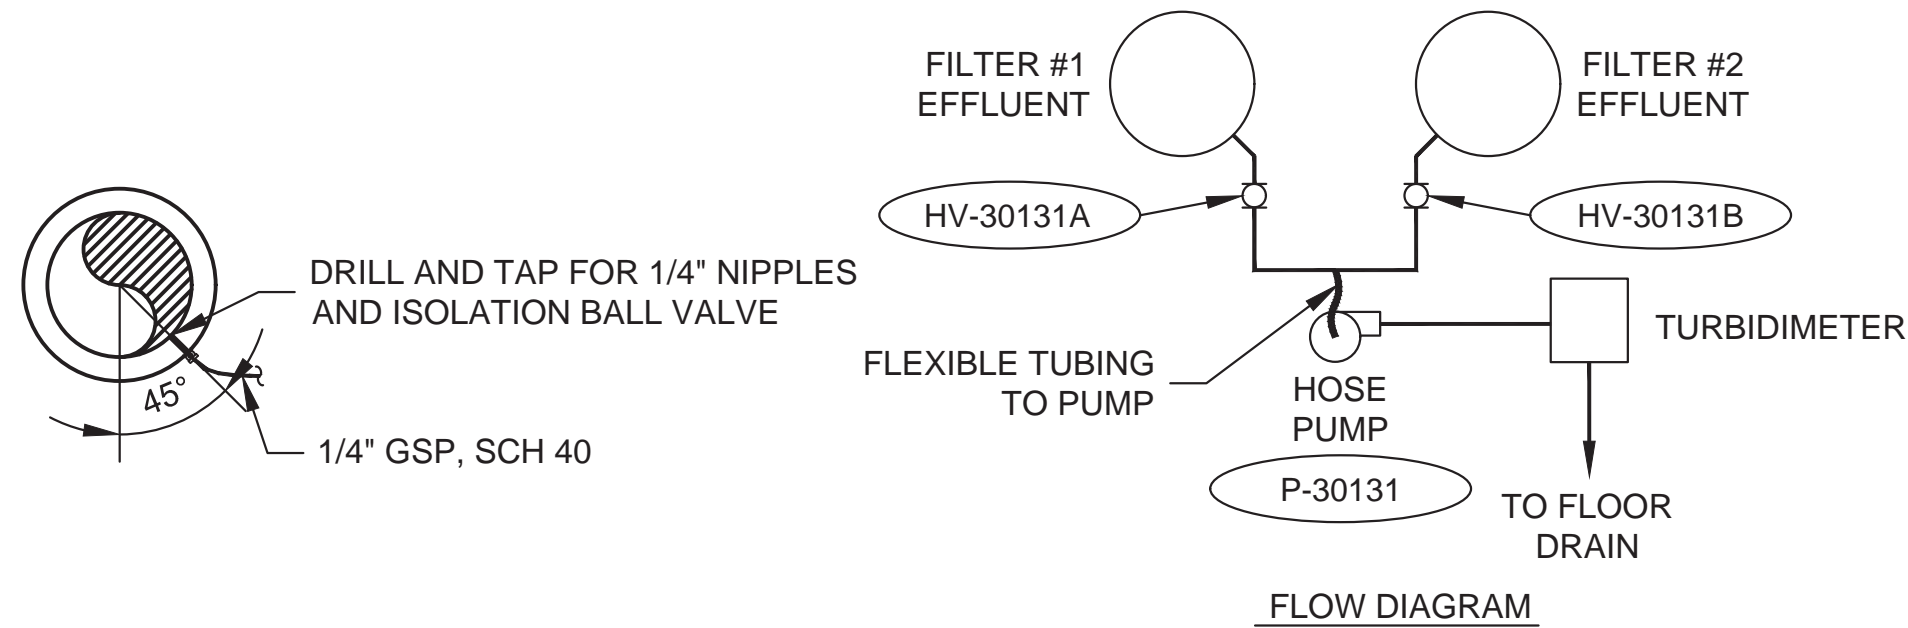 DRILL AND TAP FOR 1/4" NIPPLES
AND ISOLATION BALL VALVE
45°
1/4" GSP, SCH 40
FILTER #1
EFFLUENT
FILTER #2
EFFLUENT
HV-30131A
HV-30131B
FLEXIBLE TUBING
TO PUMP
HOSE
PUMP
P-30131
TURBIDIMETER
TO FLOOR
DRAIN
FLOW DIAGRAM